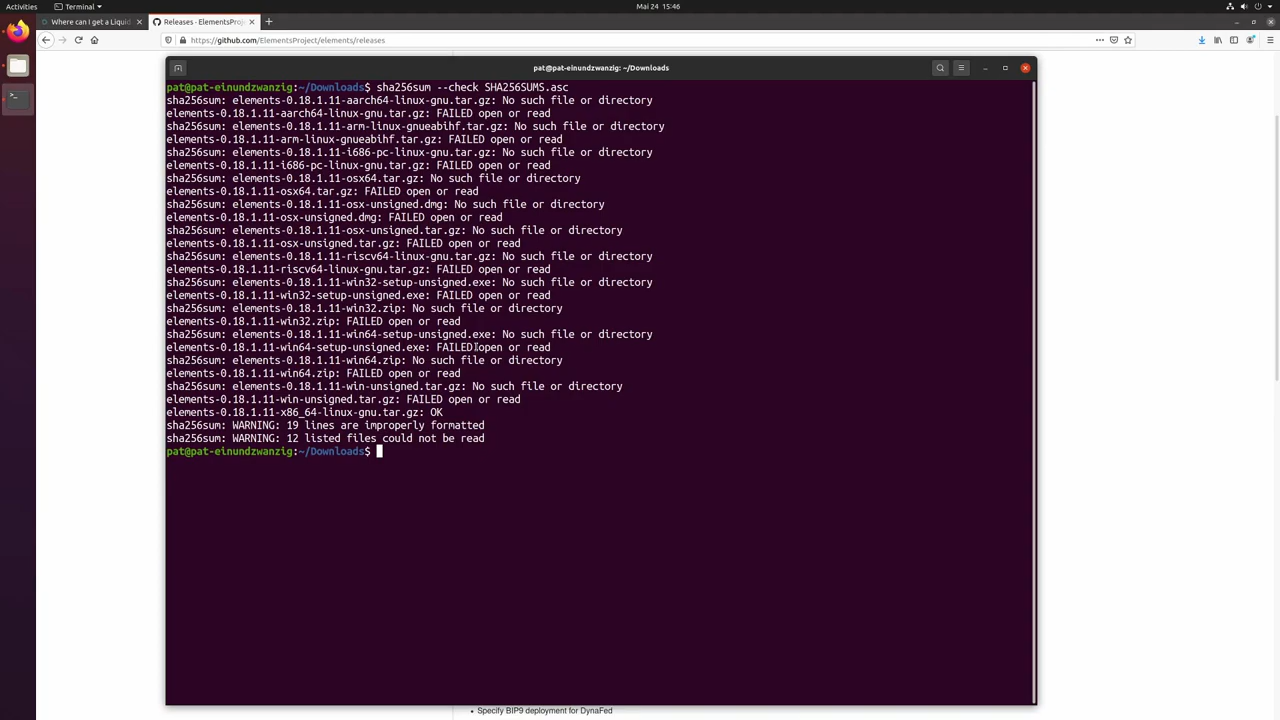 Activities
Terminal
Mai 24 15:46
Where can I get a Liquid
Releases · ElementsProj
https://github.com/ElementsProject/elements/releases
pat@pat-einundzwanzig: ~/Downloads
pat@pat-einundzwanzig:~/Downloads$ sha256sum --check SHA256SUMS.asc
sha256sum: elements-0.18.1.11-aarch64-linux-gnu.tar.gz: No such file or directory
elements-0.18.1.11-aarch64-linux-gnu.tar.gz: FAILED open or read
sha256sum: elements-0.18.1.11-arm-linux-gnueabihf.tar.gz: No such file or directory
elements-0.18.1.11-arm-linux-gnueabihf.tar.gz: FAILED open or read
sha256sum: elements-0.18.1.11-i686-pc-linux-gnu.tar.gz: No such file or directory
elements-0.18.1.11-i686-pc-linux-gnu.tar.gz: FAILED open or read
sha256sum: elements-0.18.1.11-osx64.tar.gz: No such file or directory
elements-0.18.1.11-osx64.tar.gz: FAILED open or read
sha256sum: elements-0.18.1.11-osx-unsigned.dmg: No such file or directory
elements-0.18.1.11-osx-unsigned.dmg: FAILED open or read
sha256sum: elements-0.18.1.11-osx-unsigned.tar.gz: No such file or directory
elements-0.18.1.11-osx-unsigned.tar.gz: FAILED open or read
sha256sum: elements-0.18.1.11-riscv64-linux-gnu.tar.gz: No such file or directory
elements-0.18.1.11-riscv64-linux-gnu.tar.gz: FAILED open or read
sha256sum: elements-0.18.1.11-win32-setup-unsigned.exe: No such file or directory
elements-0.18.1.11-win32-setup-unsigned.exe: FAILED open or read
sha256sum: elements-0.18.1.11-win32.zip: No such file or directory
elements-0.18.1.11-win32.zip: FAILED open or read
sha256sum: elements-0.18.1.11-win64-setup-unsigned.exe: No such file or directory
elements-0.18.1.11-win64-setup-unsigned.exe: FAILED open or read
sha256sum: elements-0.18.1.11-win64.zip: No such file or directory
elements-0.18.1.11-win64.zip: FAILED open or read
sha256sum: elements-0.18.1.11-win-unsigned.tar.gz: No such file or directory
elements-0.18.1.11-win-unsigned.tar.gz: FAILED open or read
elements-0.18.1.11-x86_64-linux-gnu.tar.gz: OK
sha256sum: WARNING: 19 lines are improperly formatted
sha256sum: WARNING: 12 listed files could not be read
pat@pat-einundzwanzig:~/Downloads$
• Specify BIP9 deployment for DynaFed